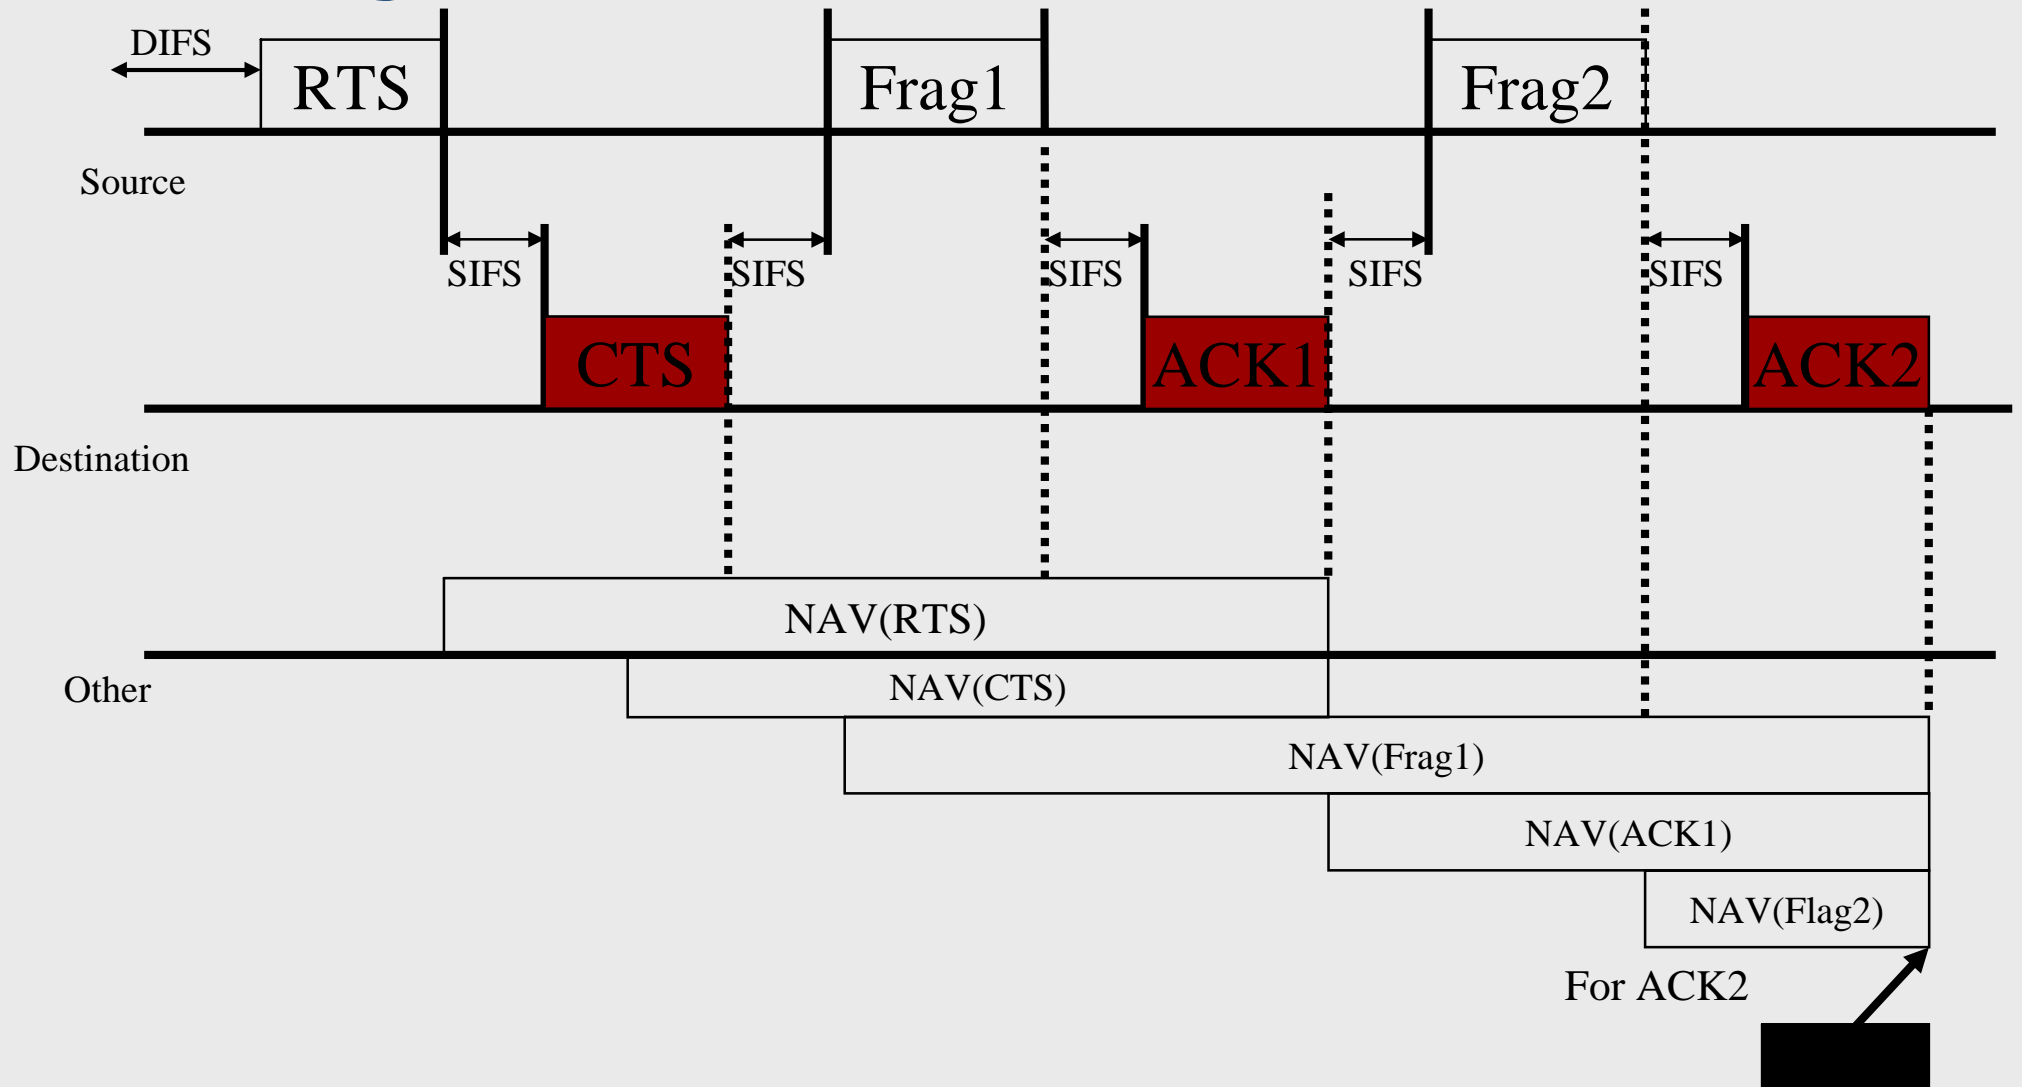 DIFS
RTS
Frag1
Frag2
Source
SIFS
SIFS
SIFS
SIFS
SIFS
CTS
ACK1
ACK2
Destination
NAV(RTS)
Other
NAV(CTS)
NAV(Frag1)
NAV(ACK1)
NAV(Flag2)
For ACK2